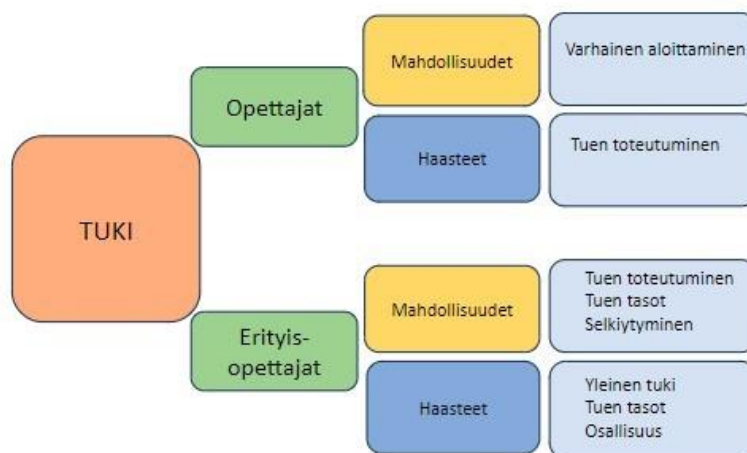 TUKI
Opettajat
Mahdollisuudet
Varhainen aloittaminen
Haasteet
Tuen toteutuminen
Erityis-
opettajat
Mahdollisuudet
Tuen toteutuminen
Tuen tasot
Selkiytyminen
Haasteet
Yleinen tuki
Tuen tasot
Osallisuus